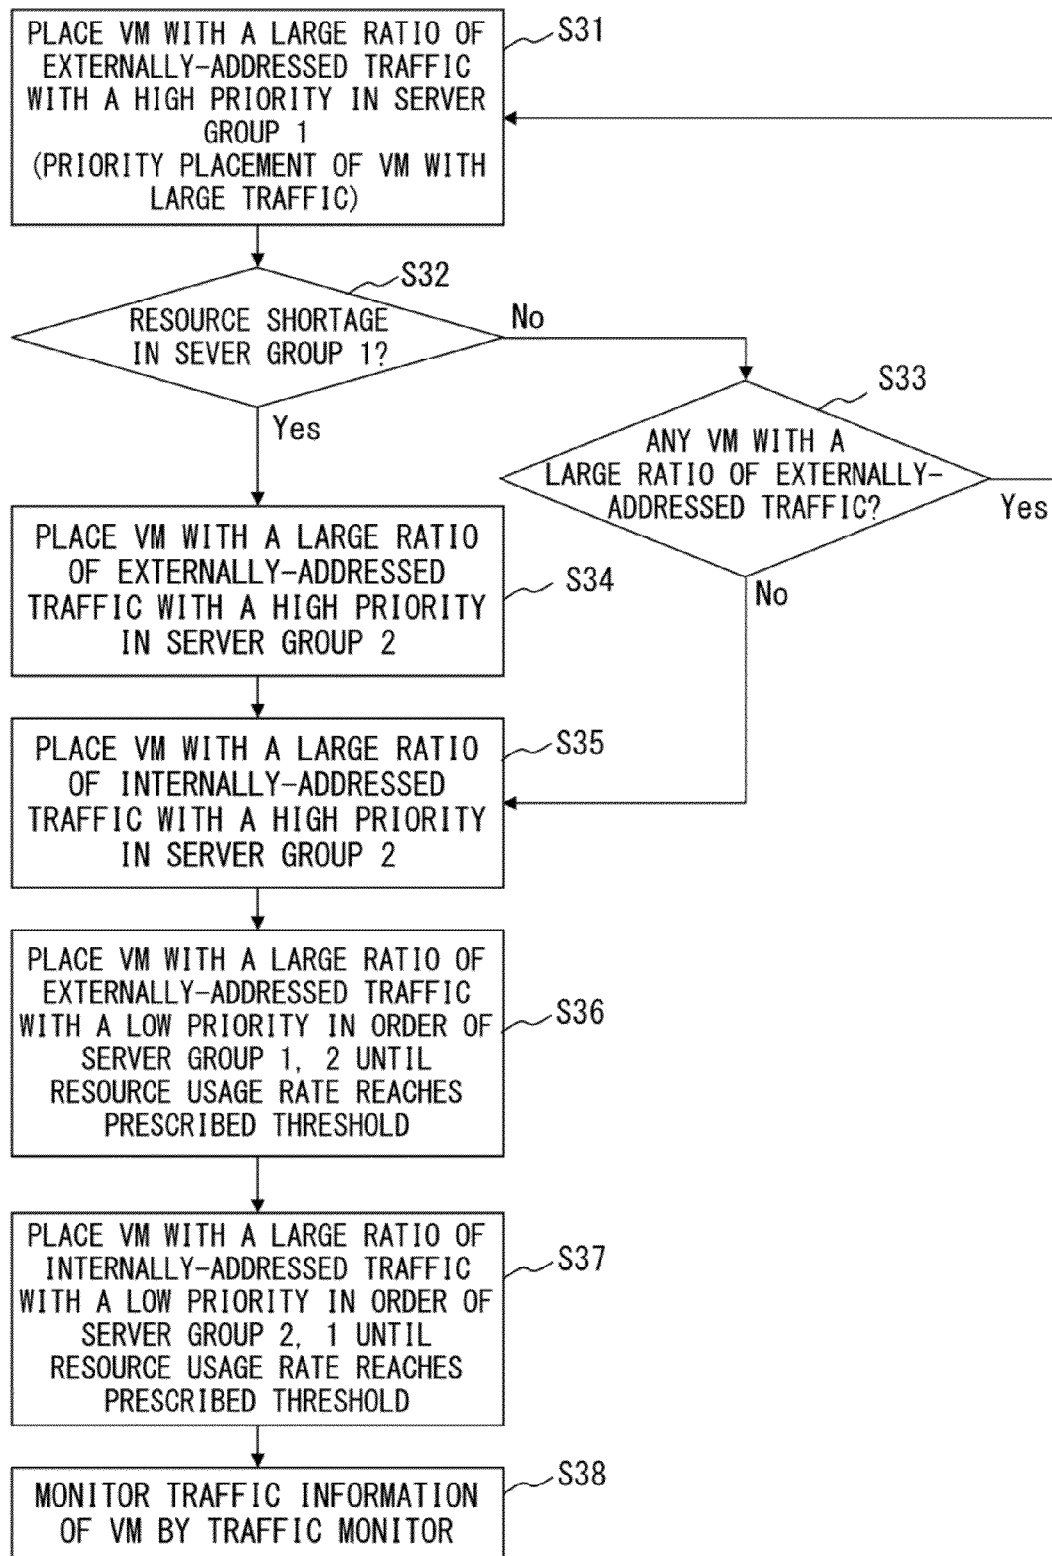 PLACE VM WITH A LARGE RATIO OF
EXTERNALLY-ADDRESSED TRAFFIC
WITH A HIGH PRIORITY IN SERVER
GROUP 1
(PRIORITY PLACEMENT OF VM WITH
LARGE TRAFFIC)
S31
S32
RESOURCE SHORTAGE
IN SEVER GROUP 1?
No
Yes
S33
ANY VM WITH A
LARGE RATIO OF EXTERNALLY-
ADDRESSED TRAFFIC?
Yes
No
PLACE VM WITH A LARGE RATIO
OF EXTERNALLY-ADDRESSED
TRAFFIC WITH A HIGH PRIORITY
IN SERVER GROUP 2
S34
PLACE VM WITH A LARGE RATIO
OF INTERNALLY-ADDRESSED
TRAFFIC WITH A HIGH PRIORITY
IN SERVER GROUP 2
S35
PLACE VM WITH A LARGE RATIO OF
EXTERNALLY-ADDRESSED TRAFFIC
WITH A LOW PRIORITY IN ORDER OF
SERVER GROUP 1, 2 UNTIL
RESOURCE USAGE RATE REACHES
PRESCRIBED THRESHOLD
S36
PLACE VM WITH A LARGE RATIO OF
INTERNALLY-ADDRESSED TRAFFIC
WITH A LOW PRIORITY IN ORDER OF
SERVER GROUP 2, 1 UNTIL
RESOURCE USAGE RATE REACHES
PRESCRIBED THRESHOLD
S37
MONITOR TRAFFIC INFORMATION
OF VM BY TRAFFIC MONITOR
S38